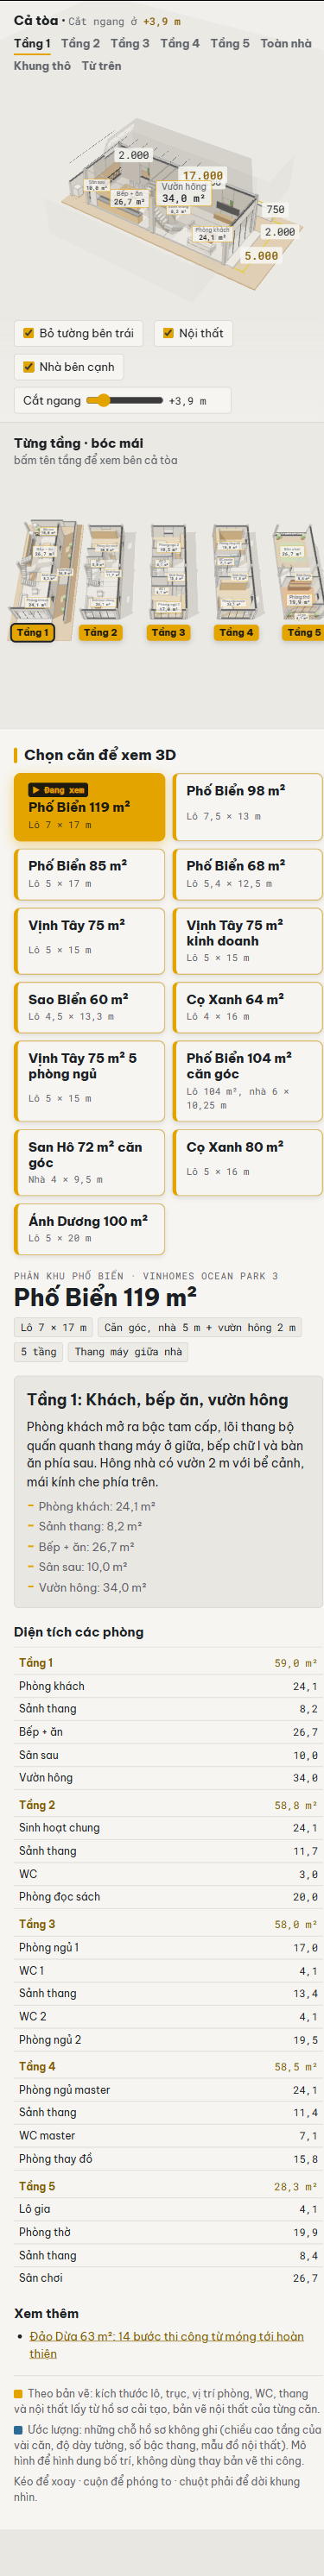 Cả tòa · Cắt ngang ở +3,9 m
Tầng 1 Tầng 2 Tầng 3 Tầng 4 Tầng 5 Toàn nhà
Khung thô Từ trên
2.000
17.000
Vườn hông
34,0 m²
Bếp + ăn
26,7 m²
Phòng khách
24,1 m²
750
2.000
5.000
Bỏ tường bên trái
Nội thất
Nhà bên cạnh
Cắt ngang +3,9 m
Từng tầng · bóc mái
bấm tên tầng để xem bên cả tòa
Tầng 1 Tầng 2 Tầng 3 Tầng 4 Tầng 5
Chọn căn để xem 3D
▶ Đang xem
Phố Biển 119 m²
Lô 7 × 17 m
Phố Biển 98 m²
Lô 7,5 × 13 m
Phố Biển 85 m²
Lô 5 × 17 m
Phố Biển 68 m²
Lô 5,4 × 12,5 m
Vịnh Tây 75 m²
Lô 5 × 15 m
Vịnh Tây 75 m²
kinh doanh
Lô 5 × 15 m
Sao Biển 60 m²
Lô 4,5 × 13,3 m
Cọ Xanh 64 m²
Lô 4 × 16 m
Vịnh Tây 75 m² 5
phòng ngủ
Lô 5 × 15 m
Phố Biển 104 m²
căn góc
Lô 104 m², nhà 6 ×
10,25 m
San Hô 72 m² căn
góc
Nhà 4 × 9,5 m
Cọ Xanh 80 m²
Lô 5 × 16 m
Ánh Dương 100 m²
Lô 5 × 20 m
PHÂN KHU PHỐ BIỂN · VINHOMES OCEAN PARK 3
Phố Biển 119 m²
Lô 7 × 17 m
Căn góc, nhà 5 m + vườn hông 2 m
5 tầng
Thang máy giữa nhà
Tầng 1: Khách, bếp ăn, vườn hông
Phòng khách mở ra bậc tam cấp, lõi thang bộ
quấn quanh thang máy ở giữa, bếp chữ I và bàn
ăn phía sau. Hông nhà có vườn 2 m với bể cảnh,
mái kính che phía trên.
– Phòng khách: 24,1 m²
– Sảnh thang: 8,2 m²
– Bếp + ăn: 26,7 m²
– Sân sau: 10,0 m²
– Vườn hông: 34,0 m²
Diện tích các phòng
Tầng 1 59,0 m²
Phòng khách 24,1
Sảnh thang 8,2
Bếp + ăn 26,7
Sân sau 10,0
Vườn hông 34,0
Tầng 2 58,8 m²
Sinh hoạt chung 24,1
Sảnh thang 11,7
WC 3,0
Phòng đọc sách 20,0
Tầng 3 58,0 m²
Phòng ngủ 1 17,0
WC 1 4,1
Sảnh thang 13,4
WC 2 4,1
Phòng ngủ 2 19,5
Tầng 4 58,5 m²
Phòng ngủ master 24,1
Sảnh thang 11,4
WC master 7,1
Phòng thay đồ 15,8
Tầng 5 28,3 m²
Lô gia 4,1
Phòng thờ 19,9
Sảnh thang 8,4
Sân chơi 26,7
Xem thêm
• Đảo Dừa 63 m²: 14 bước thi công từ móng tới hoàn
thiện
Theo bản vẽ: kích thước lô, trục, vị trí phòng, WC, thang
và nội thất lấy từ hồ sơ cải tạo, bản vẽ nội thất của từng căn.
Ước lượng: những chỗ hồ sơ không ghi (chiều cao tầng của
vài căn, độ dày tường, số bậc thang, mẫu đồ nội thất). Mô
hình để hình dung bố trí, không dùng thay bản vẽ thi công.
Kéo để xoay · cuộn để phóng to · chuột phải để dời khung
nhìn.